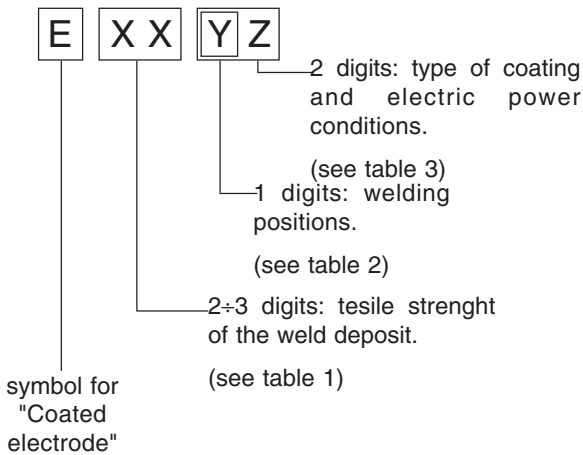 E XX Y Z
2 digits: type of coating
and electric power
conditions.
(see table 3)
1 digits: welding
positions.
(see table 2)
2÷3 digits: tesile strenght
of the weld deposit.
(see table 1)
symbol for
"Coated
electrode"